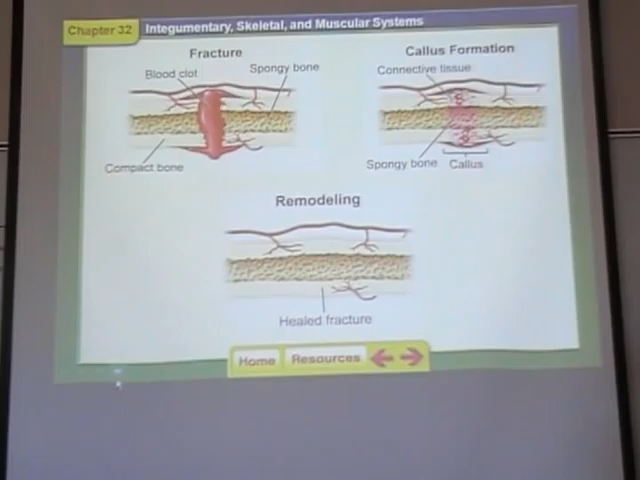 Chapter 32
Integumentary, Skeletal, and Muscular Systems
Fracture
Blood clot
Spongy bone
Compact bone
Callus Formation
Connective tissue
Spongy bone
Callus
Remodeling
Healed fracture
Home
Resources